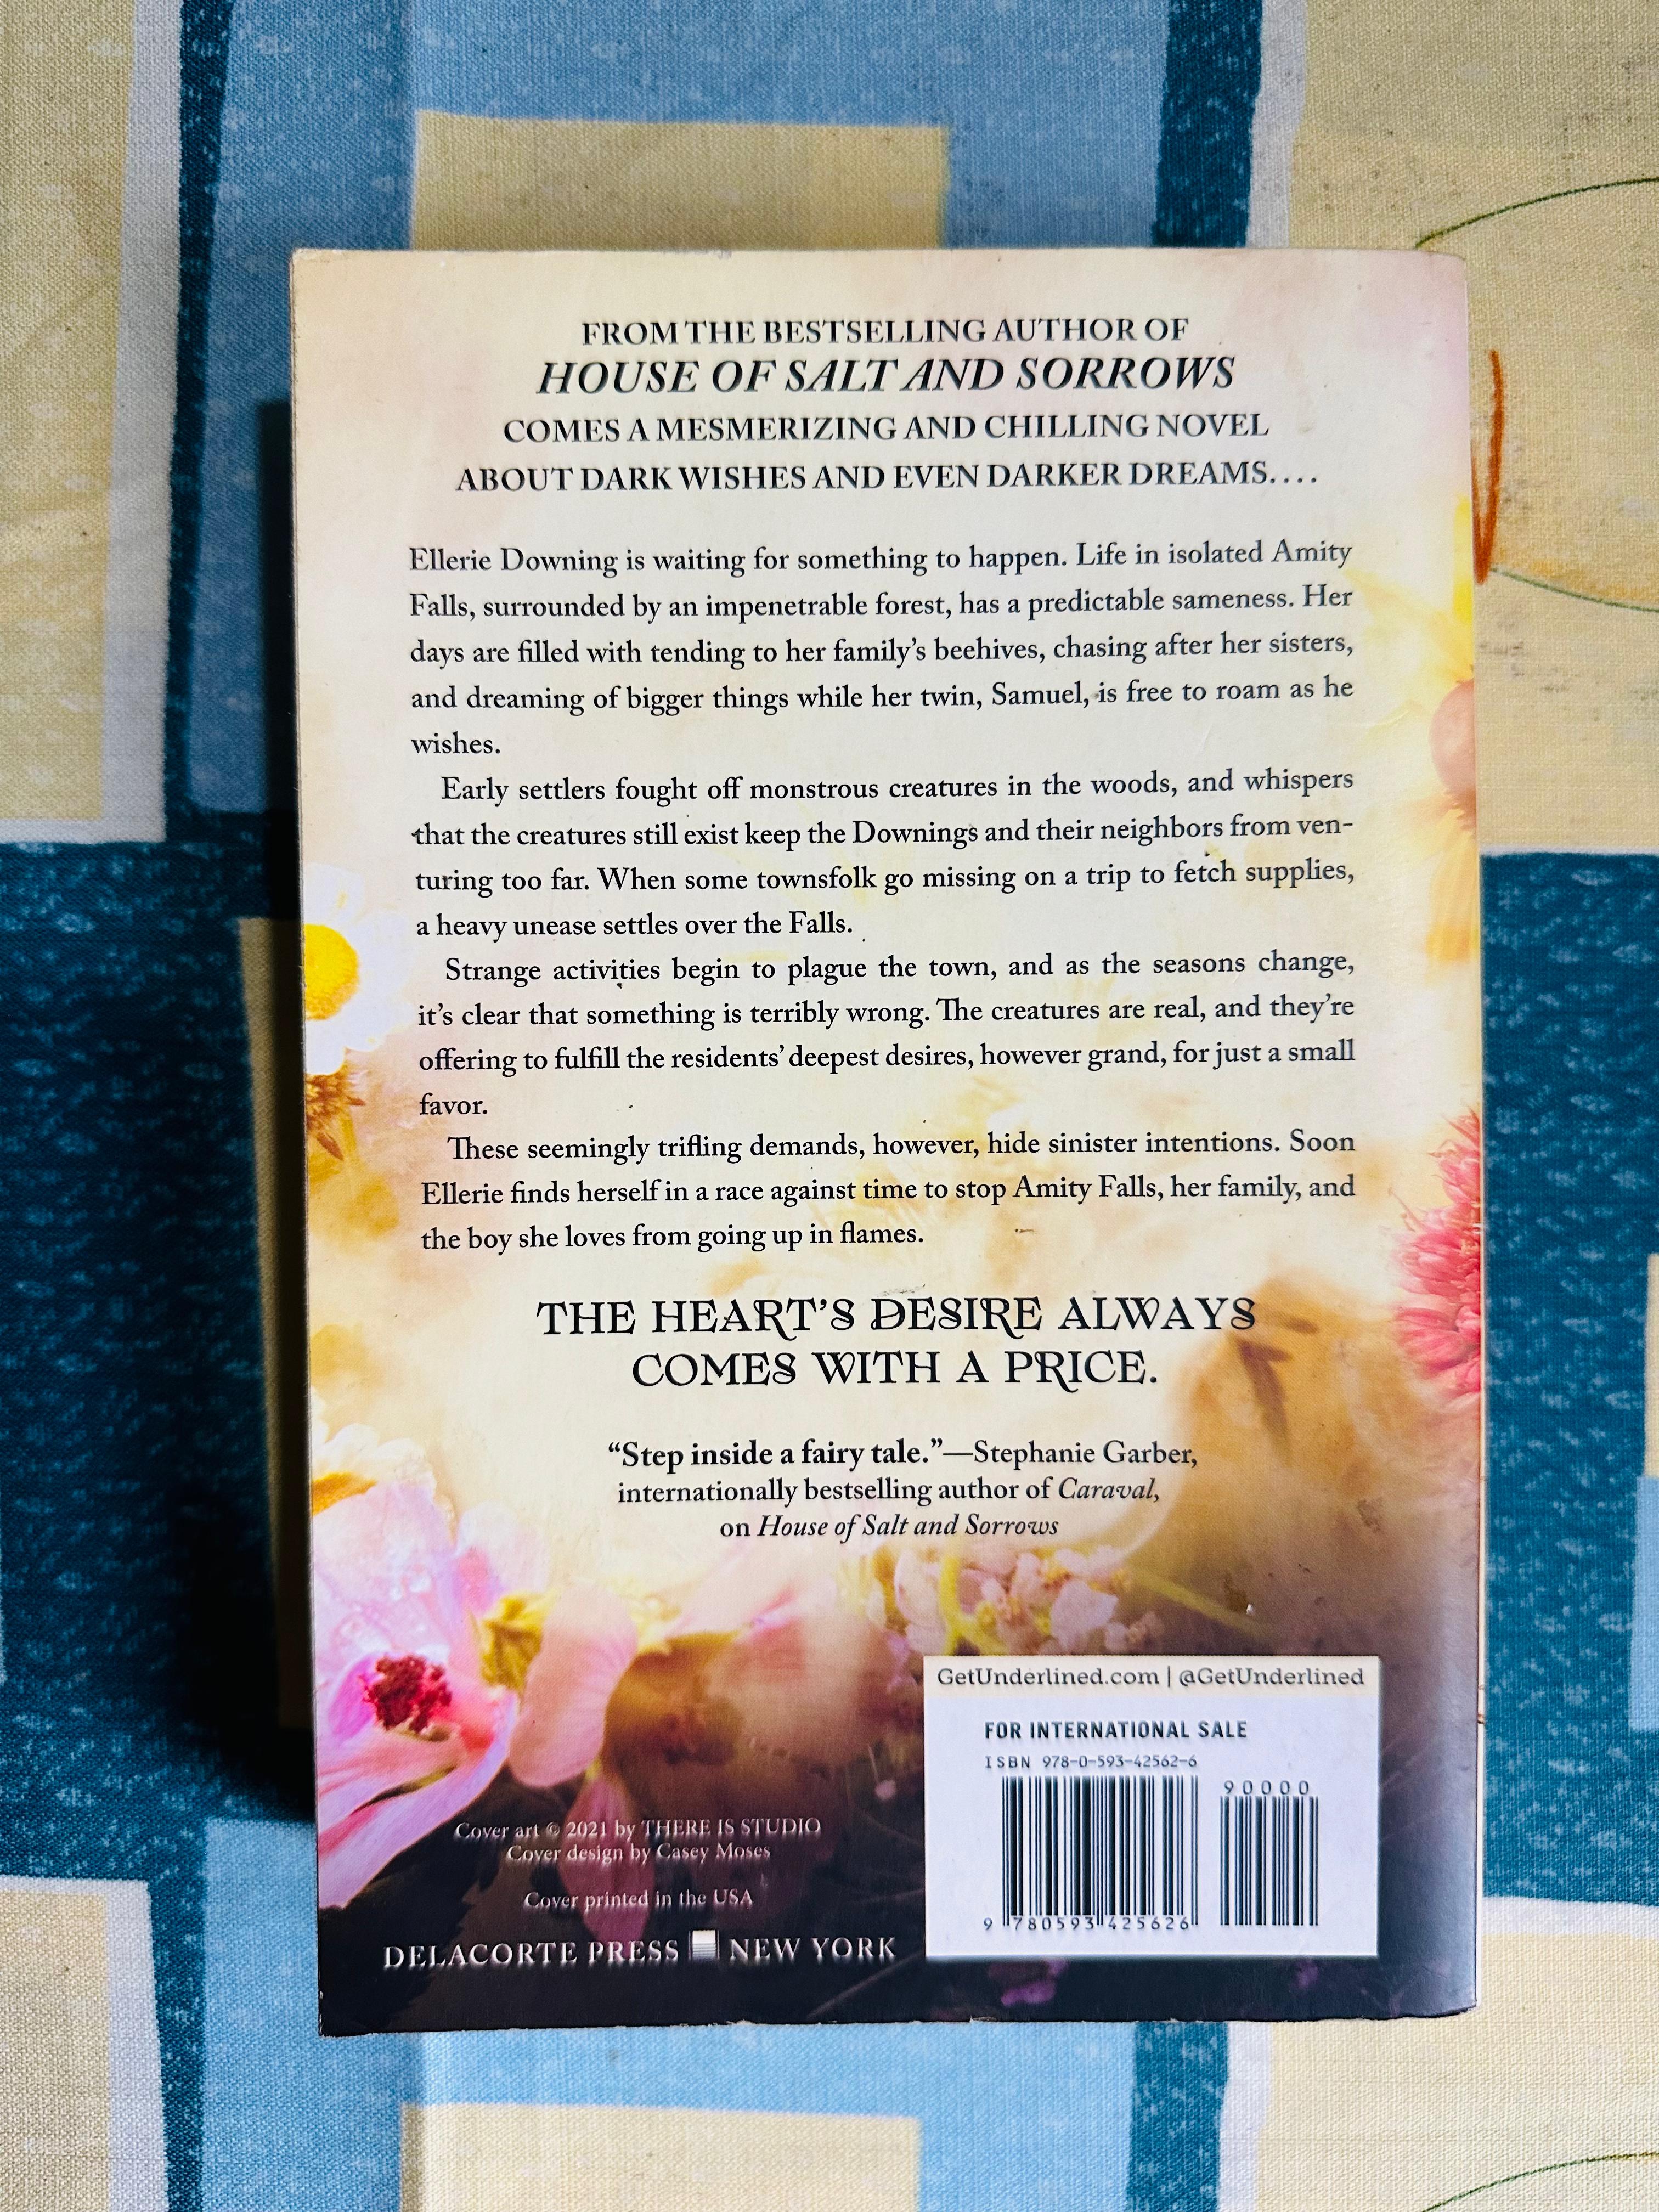 FROM THE BESTSELLING AUTHOR OF
HOUSE OF SALT AND SORROWS
COMES A MESMERIZING AND CHILLING NOVEL
ABOUT DARK WISHES AND EVEN DARKER DREAMS....
Ellerie Downing is waiting for something to happen. Life in isolated Amity
Falls, surrounded by an impenetrable forest, has a predictable sameness. Her
days are filled with tending to her family's beehives, chasing after her sisters,
and dreaming of bigger things while her twin, Samuel, is free to roam as he
wishes.
Early settlers fought off monstrous creatures in the woods, and whispers
that the creatures still exist keep the Downings and their neighbors from ven-
turing too far. When some townsfolk go missing on a trip to fetch supplies,
a heavy unease settles over the Falls.
Strange activities begin to plague the town, and as the seasons change,
it's clear that something is terribly wrong. The creatures are real, and they're
offering to fulfill the residents' deepest desires, however grand, for just a small
favor.
These seemingly trifling demands, however, hide sinister intentions. Soon
Ellerie finds herself in a race against time to stop Amity Falls, her family, and
the boy she loves from going up in flames.
THE HEART'S DESIRE ALWAYS
COMES WITH A PRICE.
“Step inside a fairy tale.”—Stephanie Garber,
internationally bestselling author of Caraval,
on House of Salt and Sorrows
GetUnderlined.com | @GetUnderlined
FOR INTERNATIONAL SALE
ISBN 978-0-593-42562-6
90000
9 780593 425626
Cover art © 2021 by THERE IS STUDIO
Cover design by Casey Moses
Cover printed in the USA
DELACORTE PRESS NEW YORK